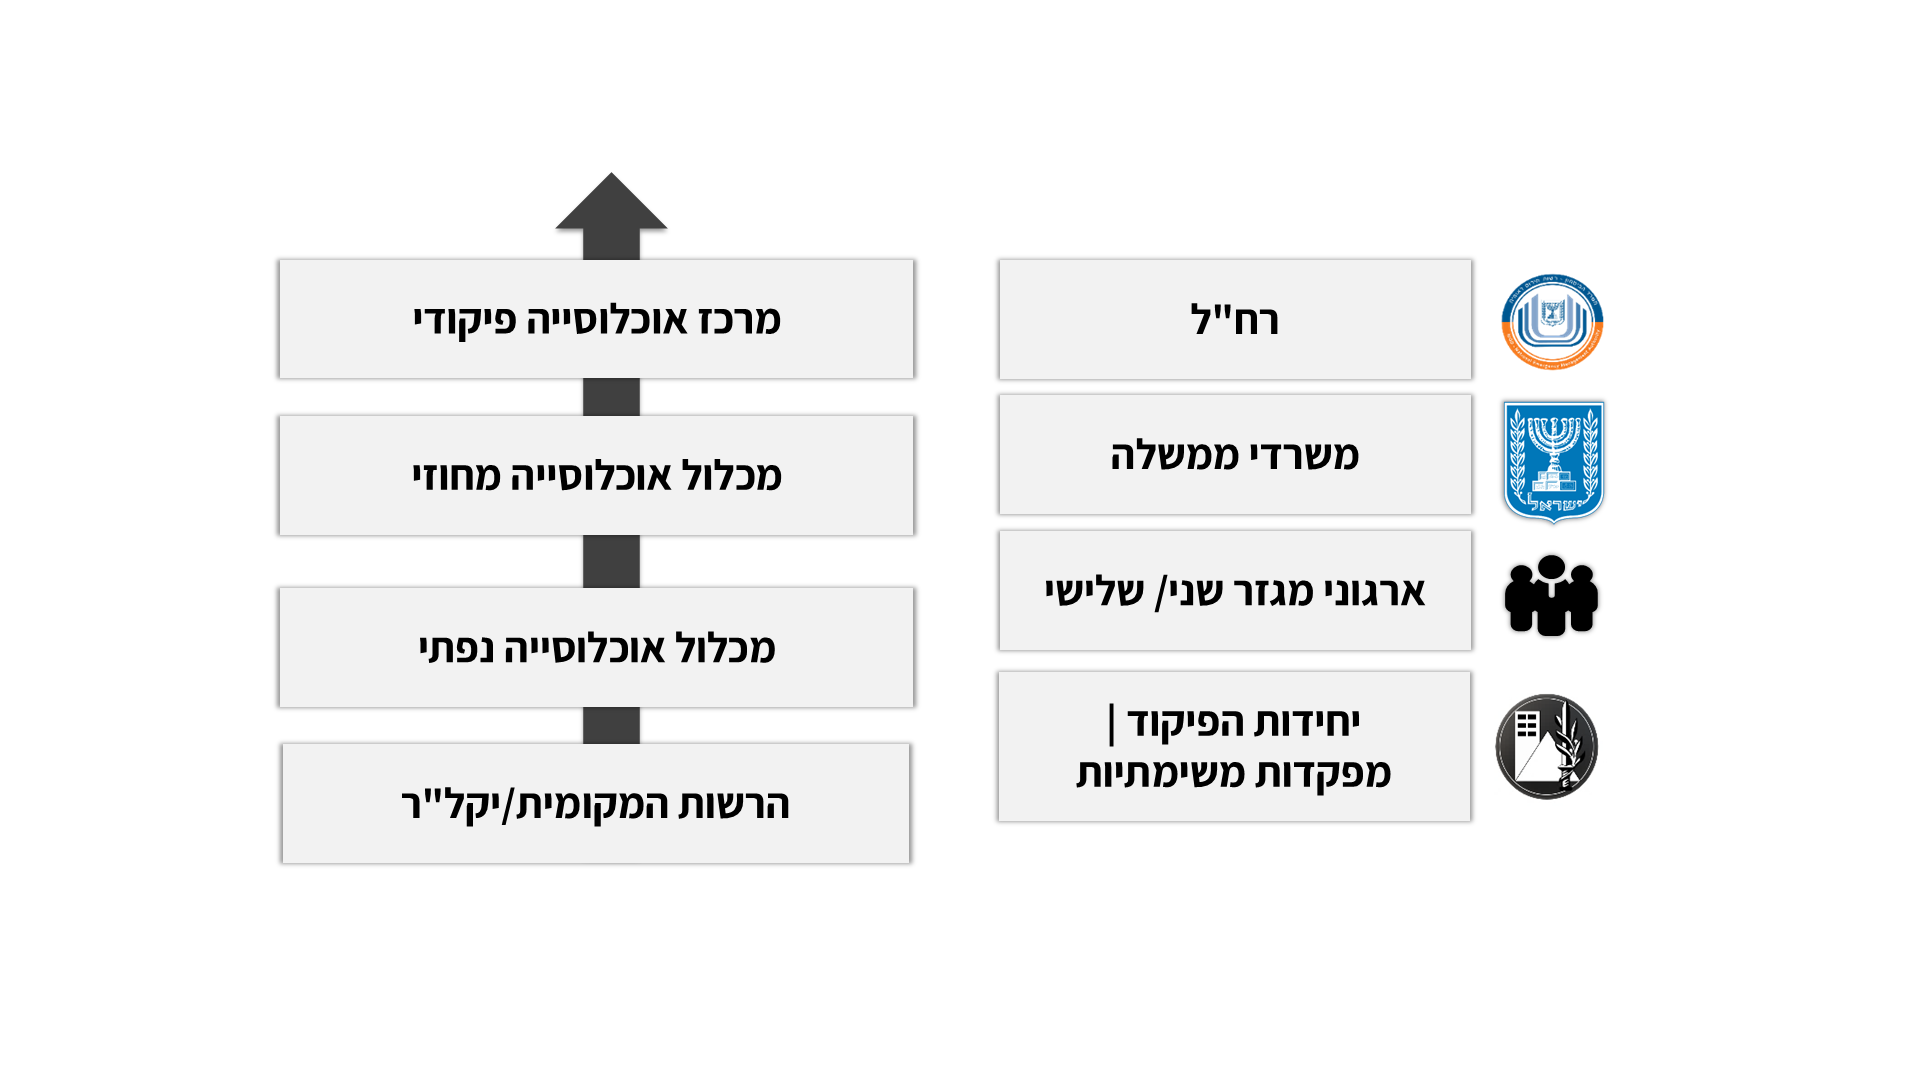 רח"ל
משרדי ממשלה
ישראל
ארגוני מגזר שני/ שלישי
יחידות הפיקוד |
מפקדות משימתיות
מרכז אוכלוסייה פיקודי
מכלול אוכלוסייה מחוזי
מכלול אוכלוסייה נפתי
הרשות המקומית/יקל"ר